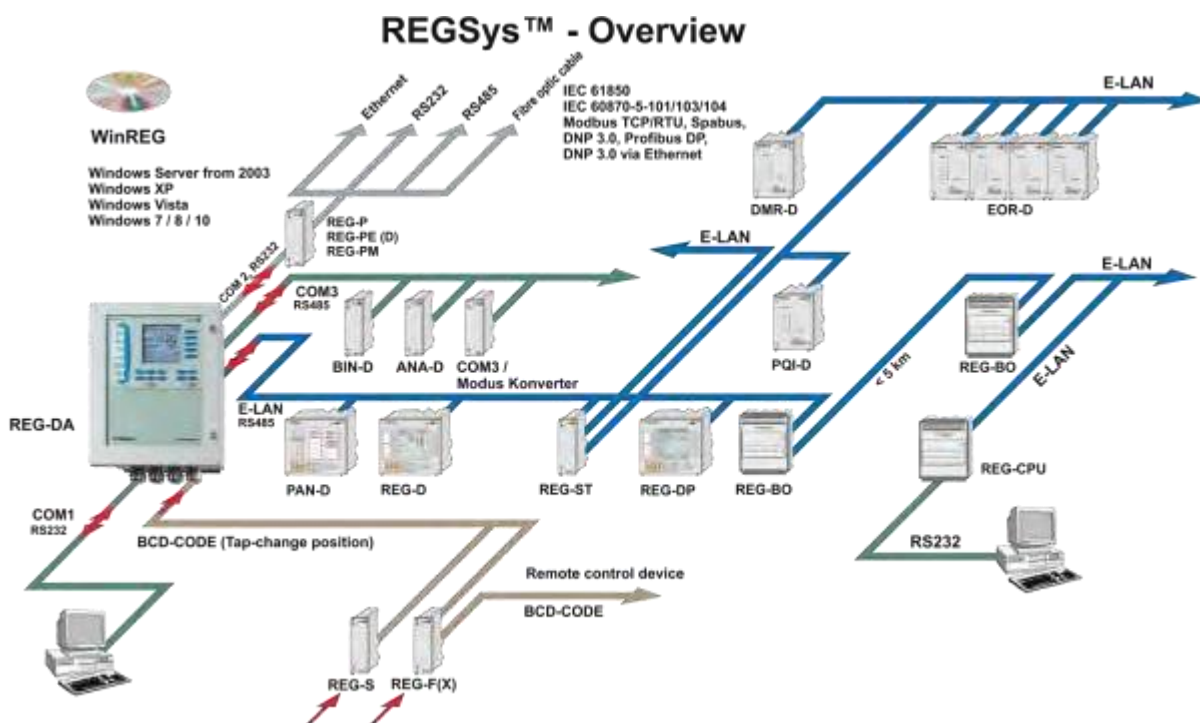 REGSys™ - Overview
WinREG
Windows Server from 2003
Windows XP
Windows Vista
Windows 7 / 8 / 10
Ethernet
RS232
RS485
Fibre optic cable
IEC 61850
IEC 60870-5-101/103/104
Modbus TCP/RTU, Spabus,
DNP 3.0, Profibus DP,
DNP 3.0 via Ethernet
E-LAN
DMR-D
EOR-D
REG-P
REG-PE (D)
REG-PM
COM 2, RS232
COM3
RS485
E-LAN
E-LAN
BIN-D
ANA-D
COM3 /
Modus Konverter
PQI-D
REG-BO
< 5 km
E-LAN
REG-DA
E-LAN
RS485
PAN-D
REG-D
REG-ST
REG-DP
REG-BO
REG-CPU
COM1
RS232
BCD-CODE (Tap-change position)
RS232
Remote control device
BCD-CODE
REG-S
REG-F(X)